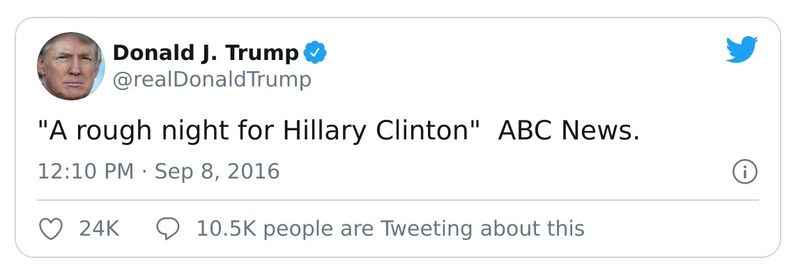 Donald J. Trump
@realDonaldTrump
"A rough night for Hillary Clinton"  ABC News.
12:10 PM · Sep 8, 2016
24K 10.5K people are Tweeting about this